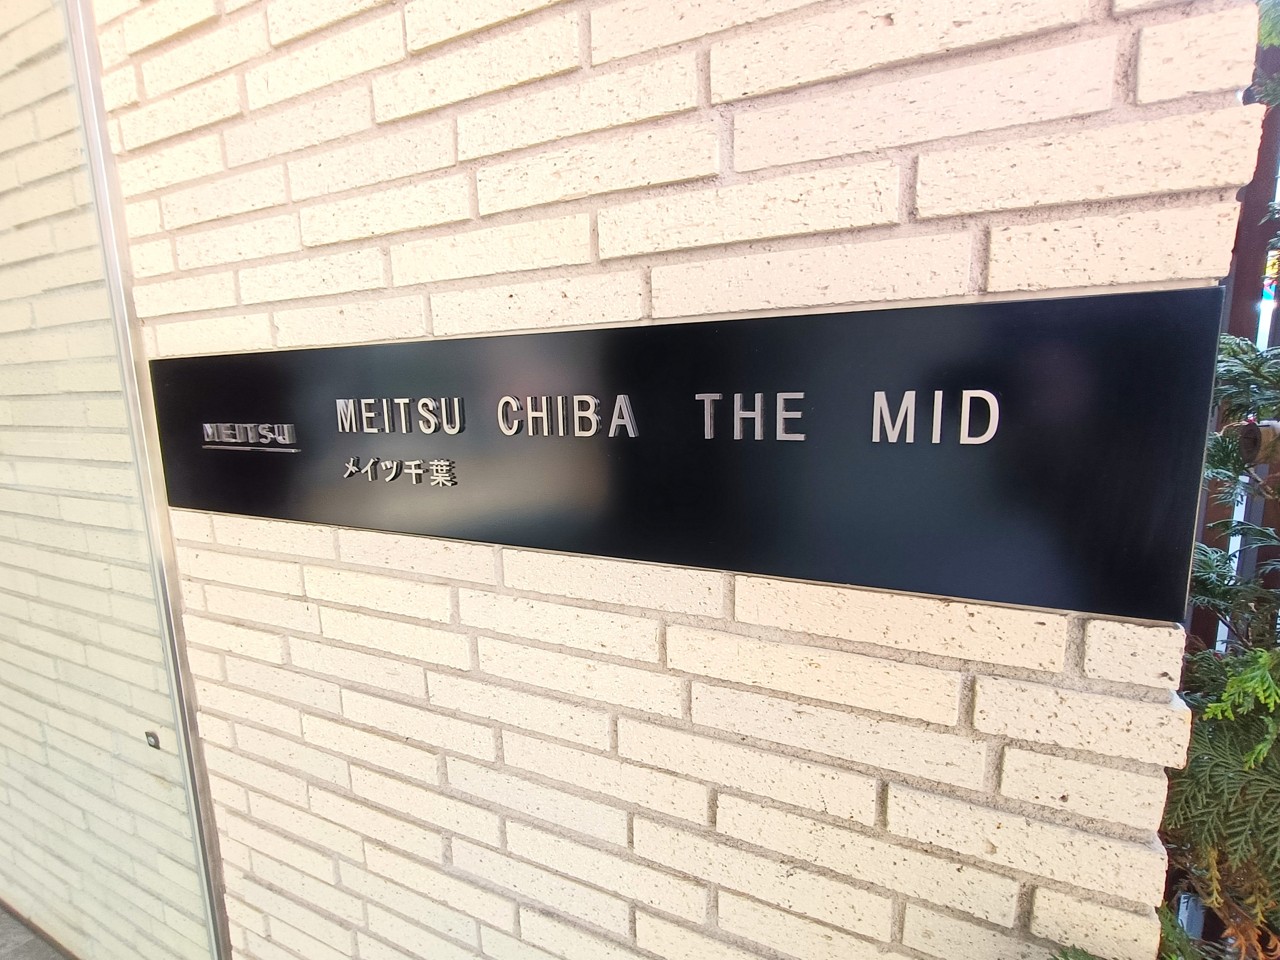 MEITSU
MEITSU CHIBA THE MID
メイツ千葉